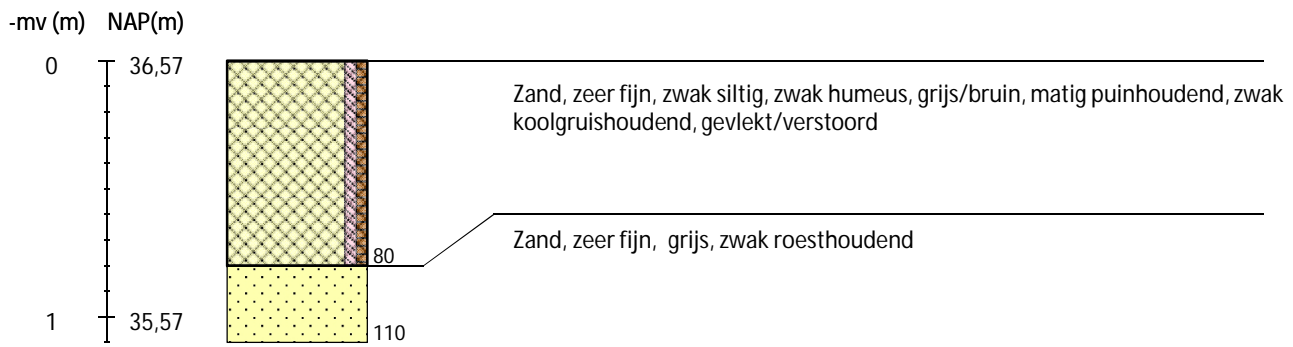 -mv (m) NAP(m)
0 36,57
Zand, zeer fijn, zwak siltig, zwak humeus, grijs/bruin, matig puinhoudend, zwak
koolgruishoudend, gevlekt/verstoord
Zand, zeer fijn, grijs, zwak roesthoudend
80
1 35,57
110